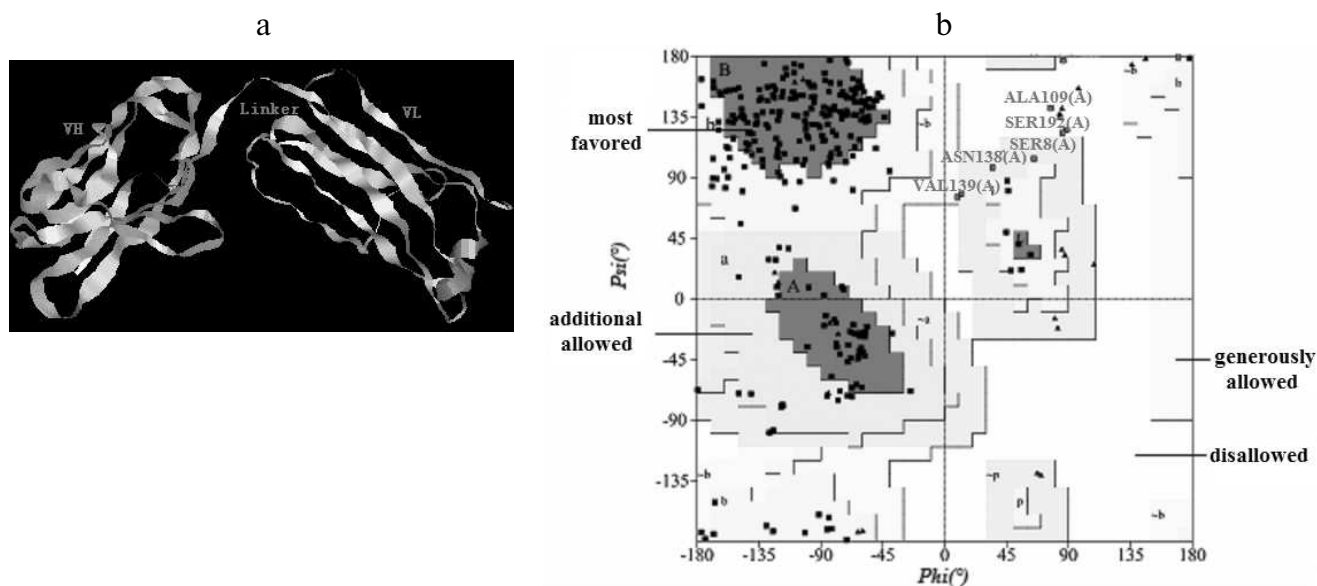 a
b
VH
Linker
VL
most
favored
additional
allowed
generously
allowed
disallowed
ALA109(A)
SER192(A)
SER8(A)
ASN138(A)
VAL139(A)
B
A
a
b
b
b
~b
~b
~b
~b
~a
~p
p
180
135
90
45
0
-45
-90
-135
Psi(°)
-180
-135
-90
-45
0
45
90
135
180
Phi(°)